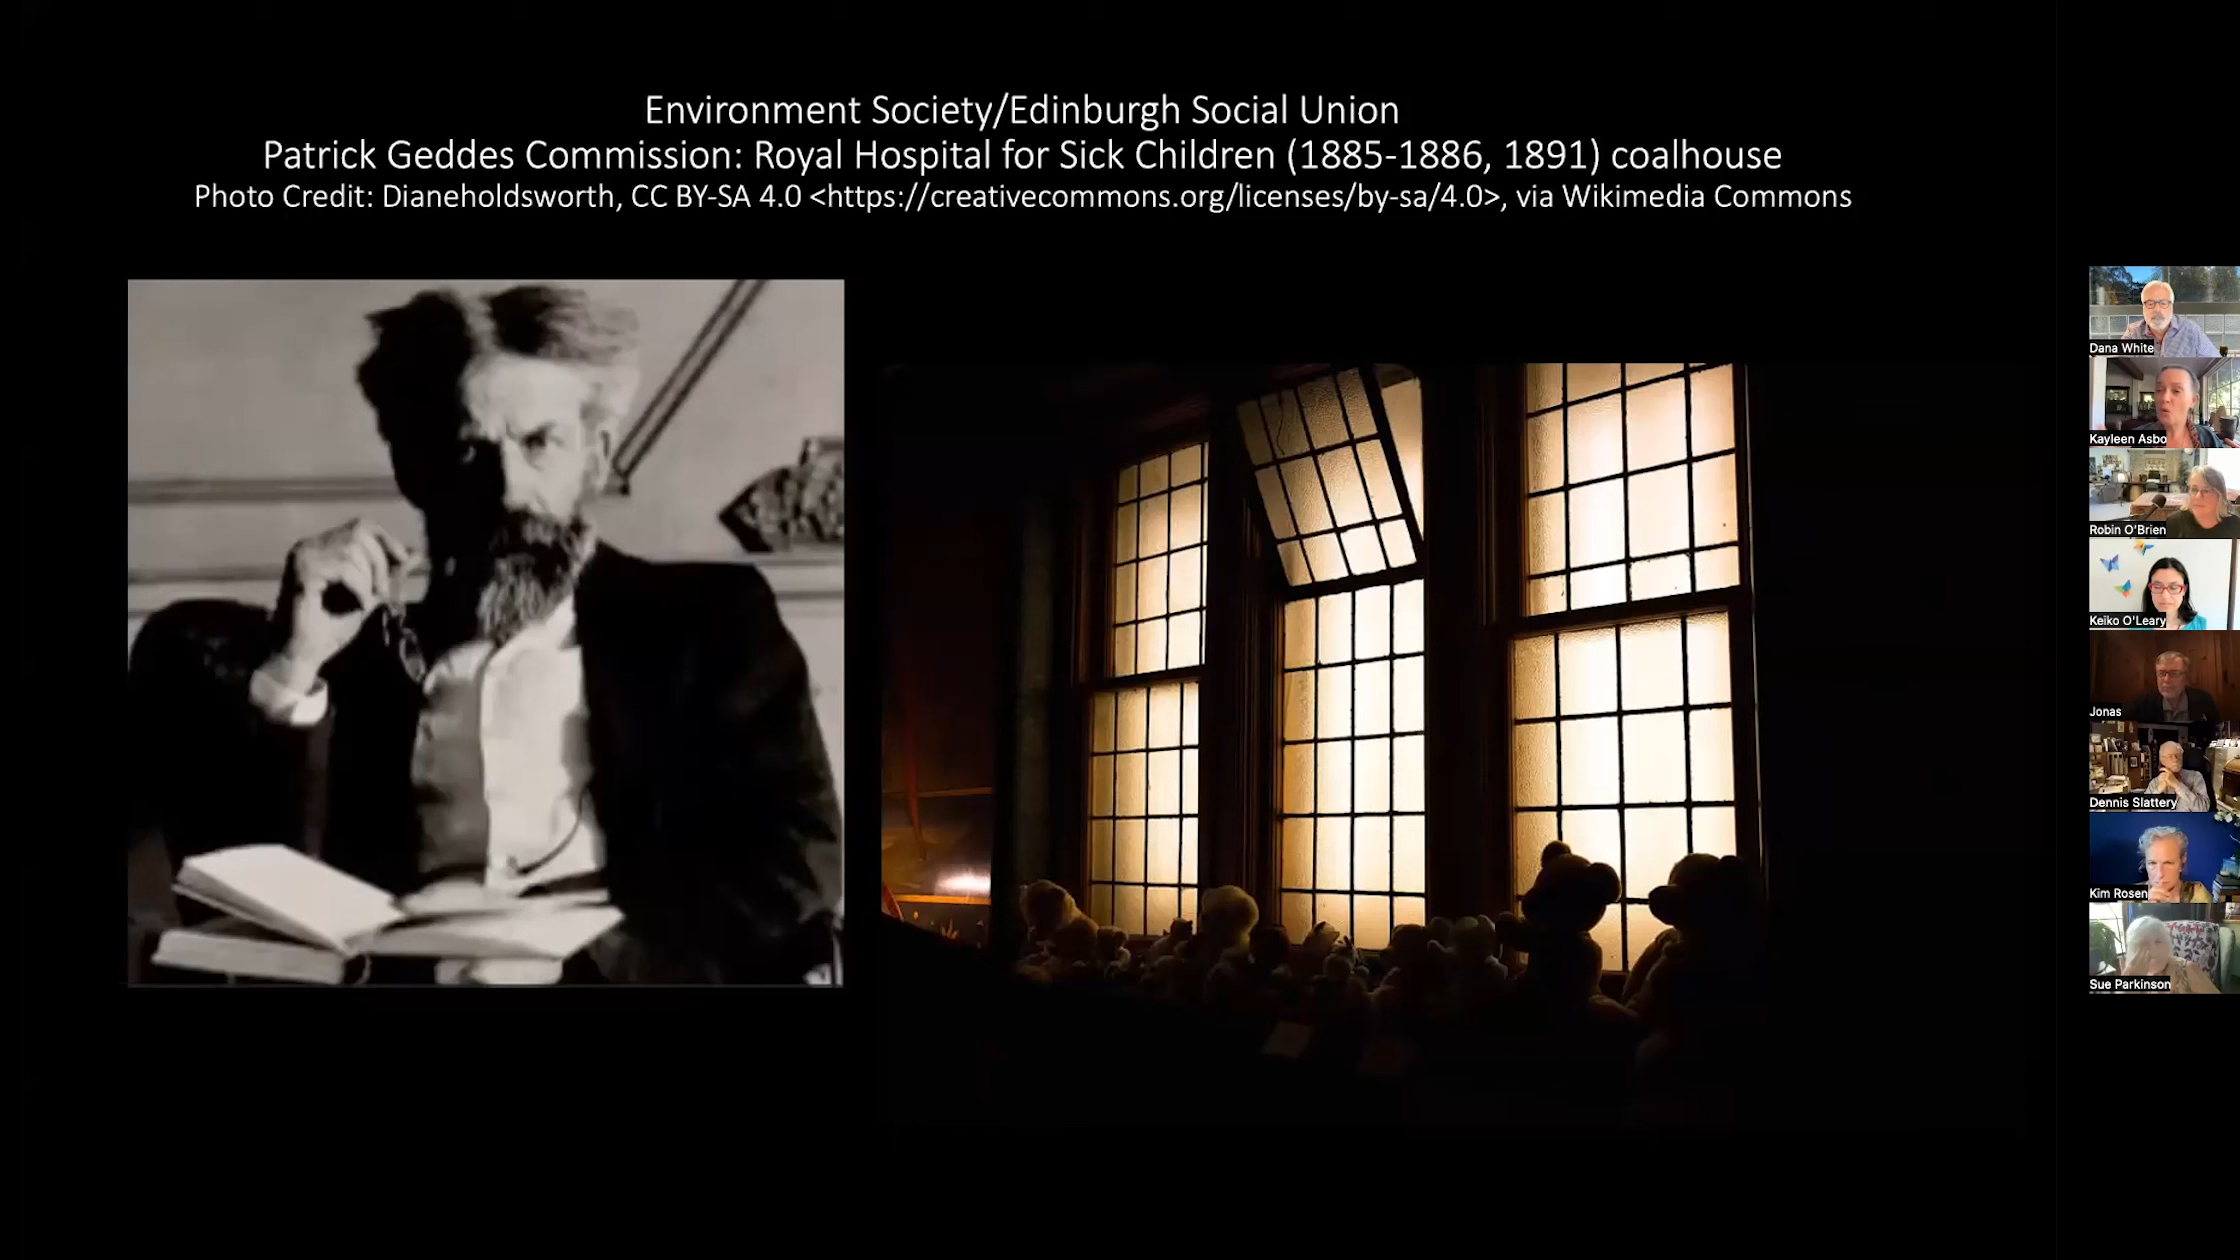 Environment Society/Edinburgh Social Union
Patrick Geddes Commission: Royal Hospital for Sick Children (1885-1886, 1891) coalhouse
Photo Credit: Dianeholdsworth, CC BY-SA 4.0 <https://creativecommons.org/licenses/by-sa/4.0>, via Wikimedia Commons
Dana White
Kayleen Asbo
Robin O'Brien
Keiko O'Leary
Jonas
Dennis Slattery
Kim Rosen
Sue Parkinson